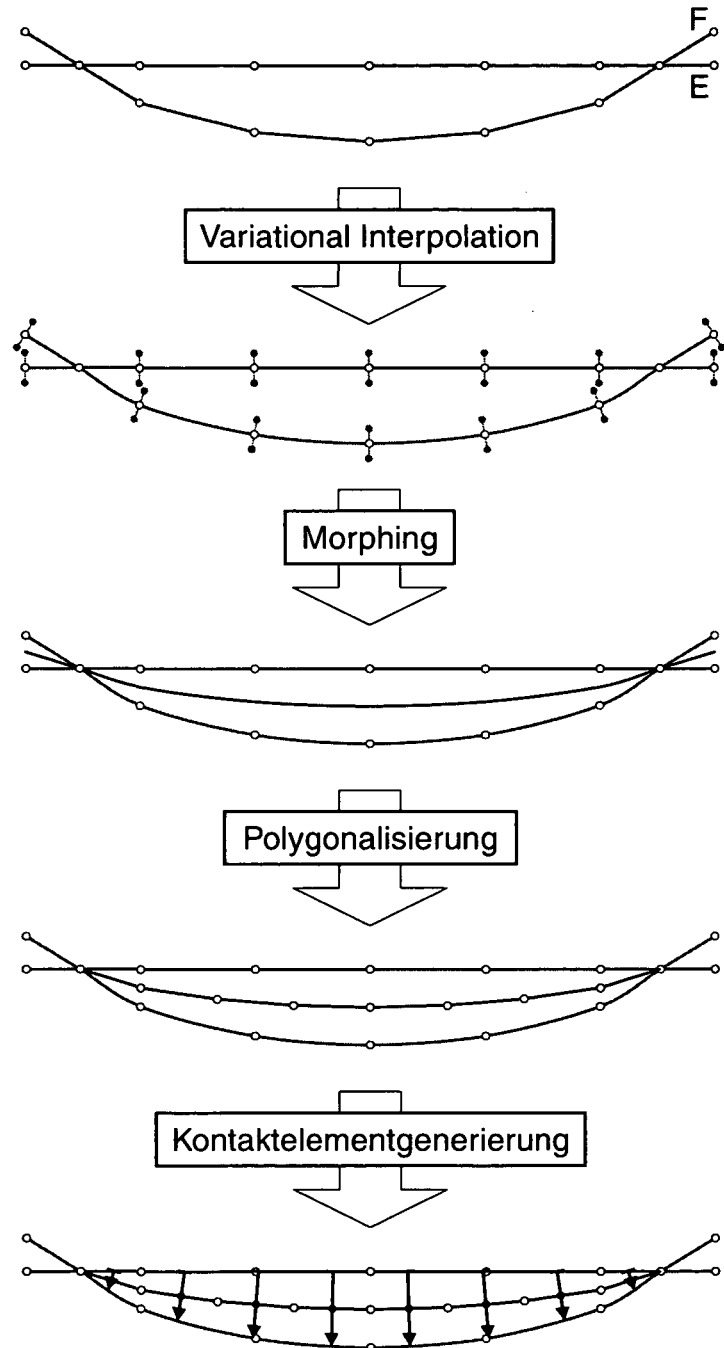 F
E
Variational Interpolation
Morphing
Polygonalisierung
Kontaktelementgenerierung